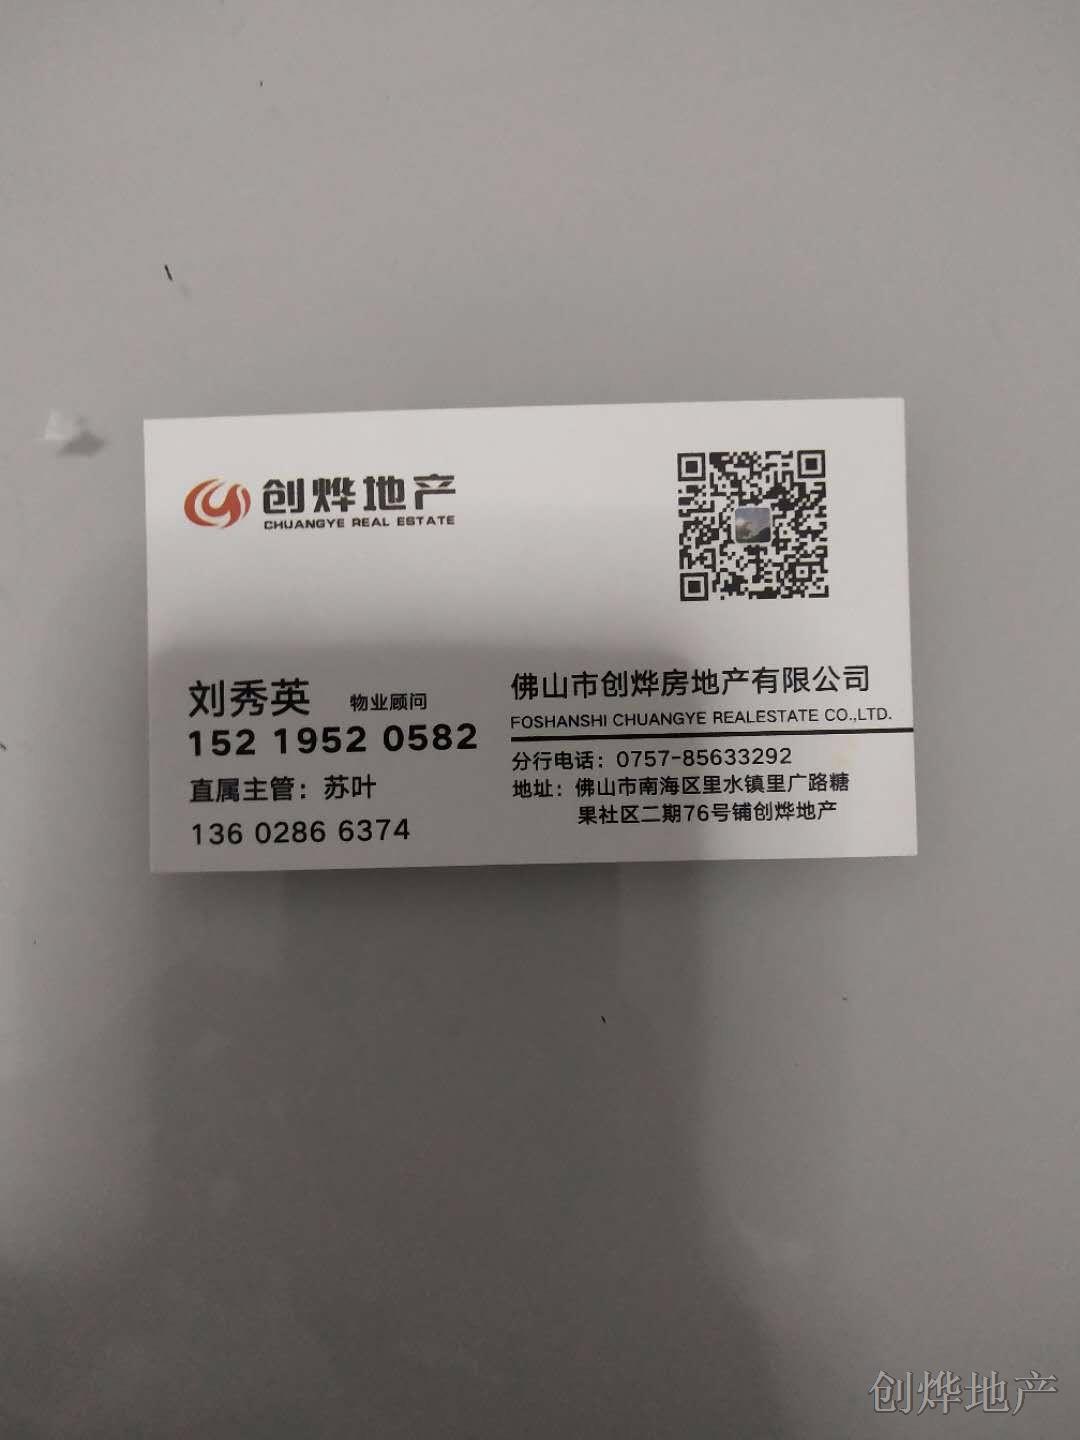 创烨地产
CHUANGYE REAL ESTATE
刘秀英 物业顾问
152 1952 0582
直属主管：苏叶
136 0286 6374
佛山市创烨房地产有限公司
FOSHANSHI CHUANGYE REALESTATE CO.,LTD.
分行电话：0757-85633292
地址：佛山市南海区里水镇里广路糖
果社区二期76号铺创烨地产
创烨地产